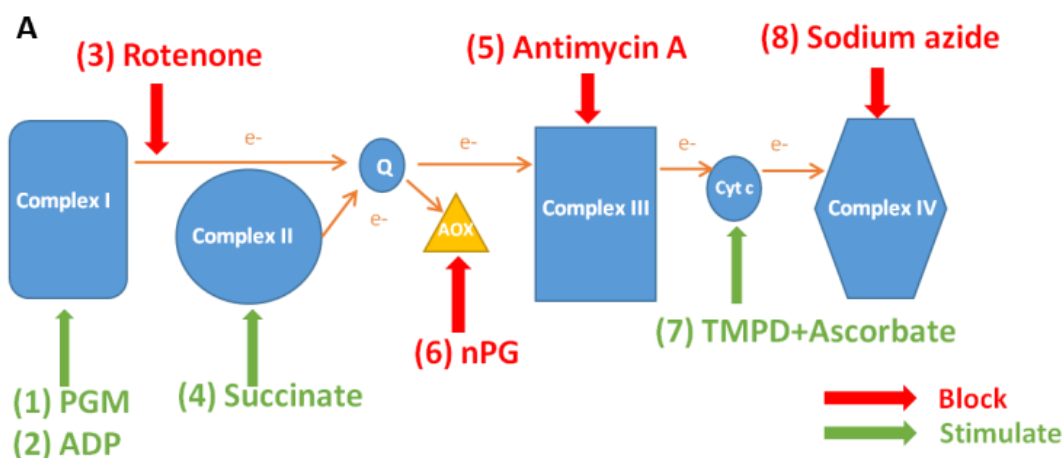 A
(3) Rotenone
(5) Antimycin A
(8) Sodium azide
e-
e-
e-
e-
Complex I
Complex II
e-
Q
AOX
Complex III
Cyt c
Complex IV
(6) nPG
(7) TMPD+Ascorbate
(1) PGM
(2) ADP
(4) Succinate
Block
Stimulate